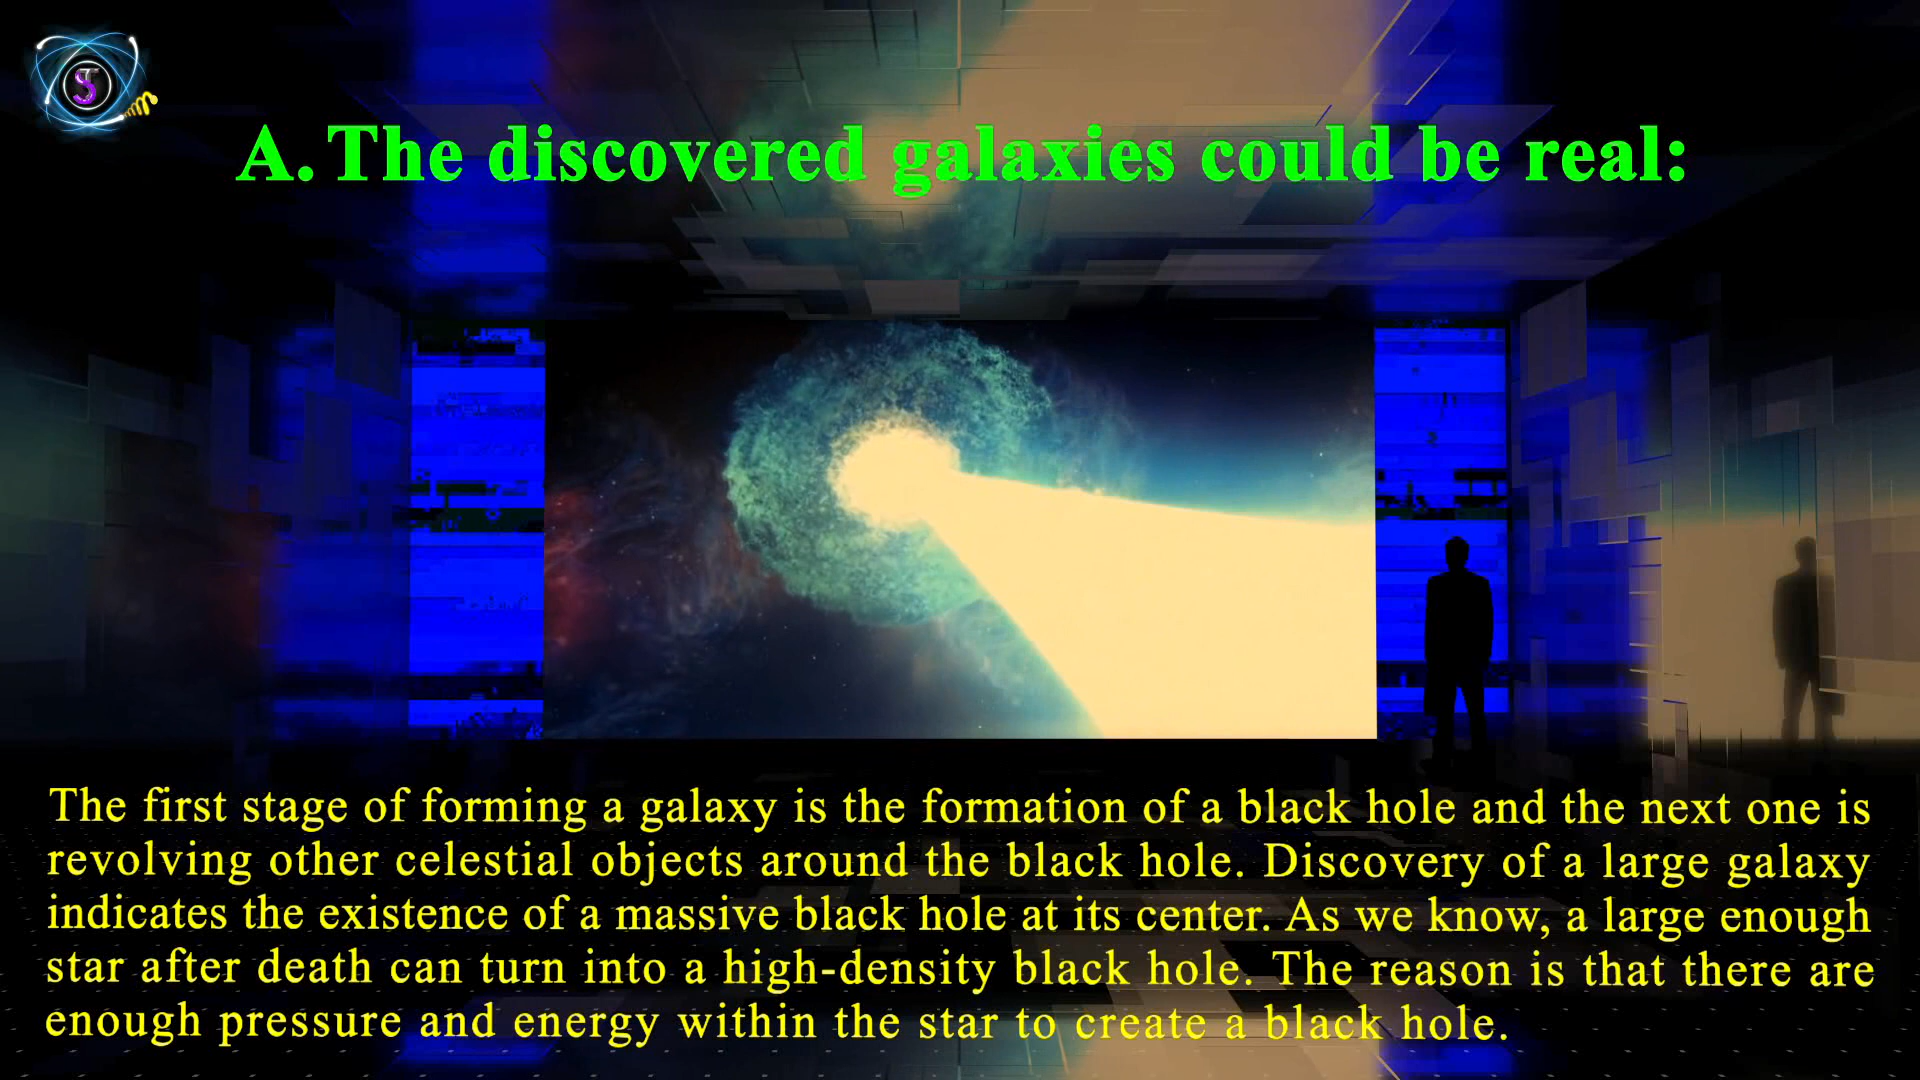 A. The discovered galaxies could be real:
The first stage of forming a galaxy is the formation of a black hole and the next one is
revolving other celestial objects around the black hole. Discovery of a large galaxy
indicates the existence of a massive black hole at its center. As we know, a large enough
star after death can turn into a high-density black hole. The reason is that there are
enough pressure and energy within the star to create a black hole.